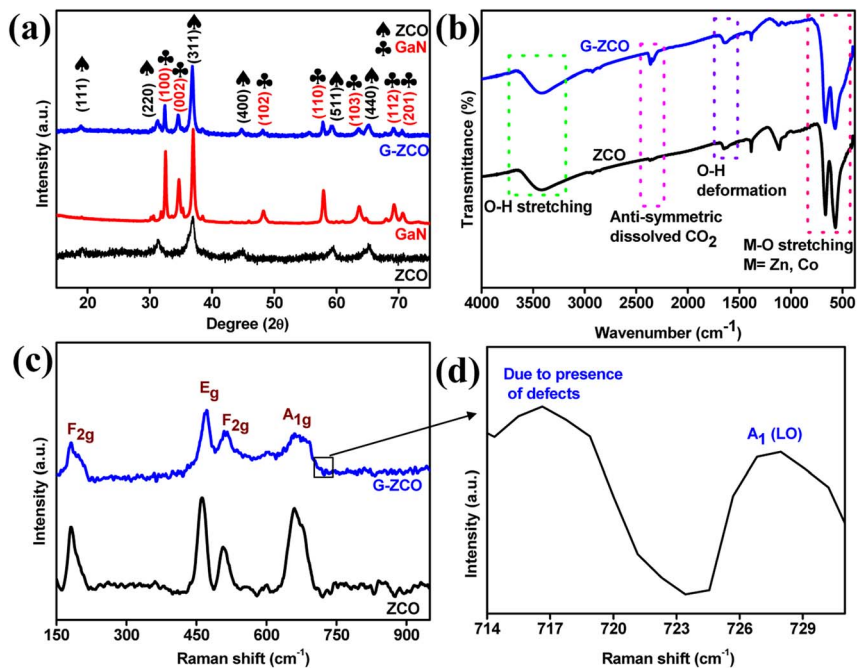 (a)
♠ ZCO
♣ GaN
(111)
(220)
(100)
(002)
(311)
(400)
(102)
(110)
(511)
(103)
(440)
(112)
(201)
G-ZCO
GaN
ZCO
Intensity (a.u.)
20 30 40 50 60 70
Degree (2θ)
(b)
G-ZCO
ZCO
O-H stretching
Anti-symmetric
dissolved CO2
O-H
deformation
M-O stretching
M= Zn, Co
Transmittance (%)
4000 3500 3000 2500 2000 1500 1000 500
Wavenumber (cm-1)
(c)
F2g
Eg
F2g
A1g
G-ZCO
ZCO
Intensity (a.u.)
150 300 450 600 750 900
Raman shift (cm-1)
(d)
Due to presence
of defects
A1 (LO)
Intensity (a.u.)
714 717 720 723 726 729
Raman shift (cm-1)